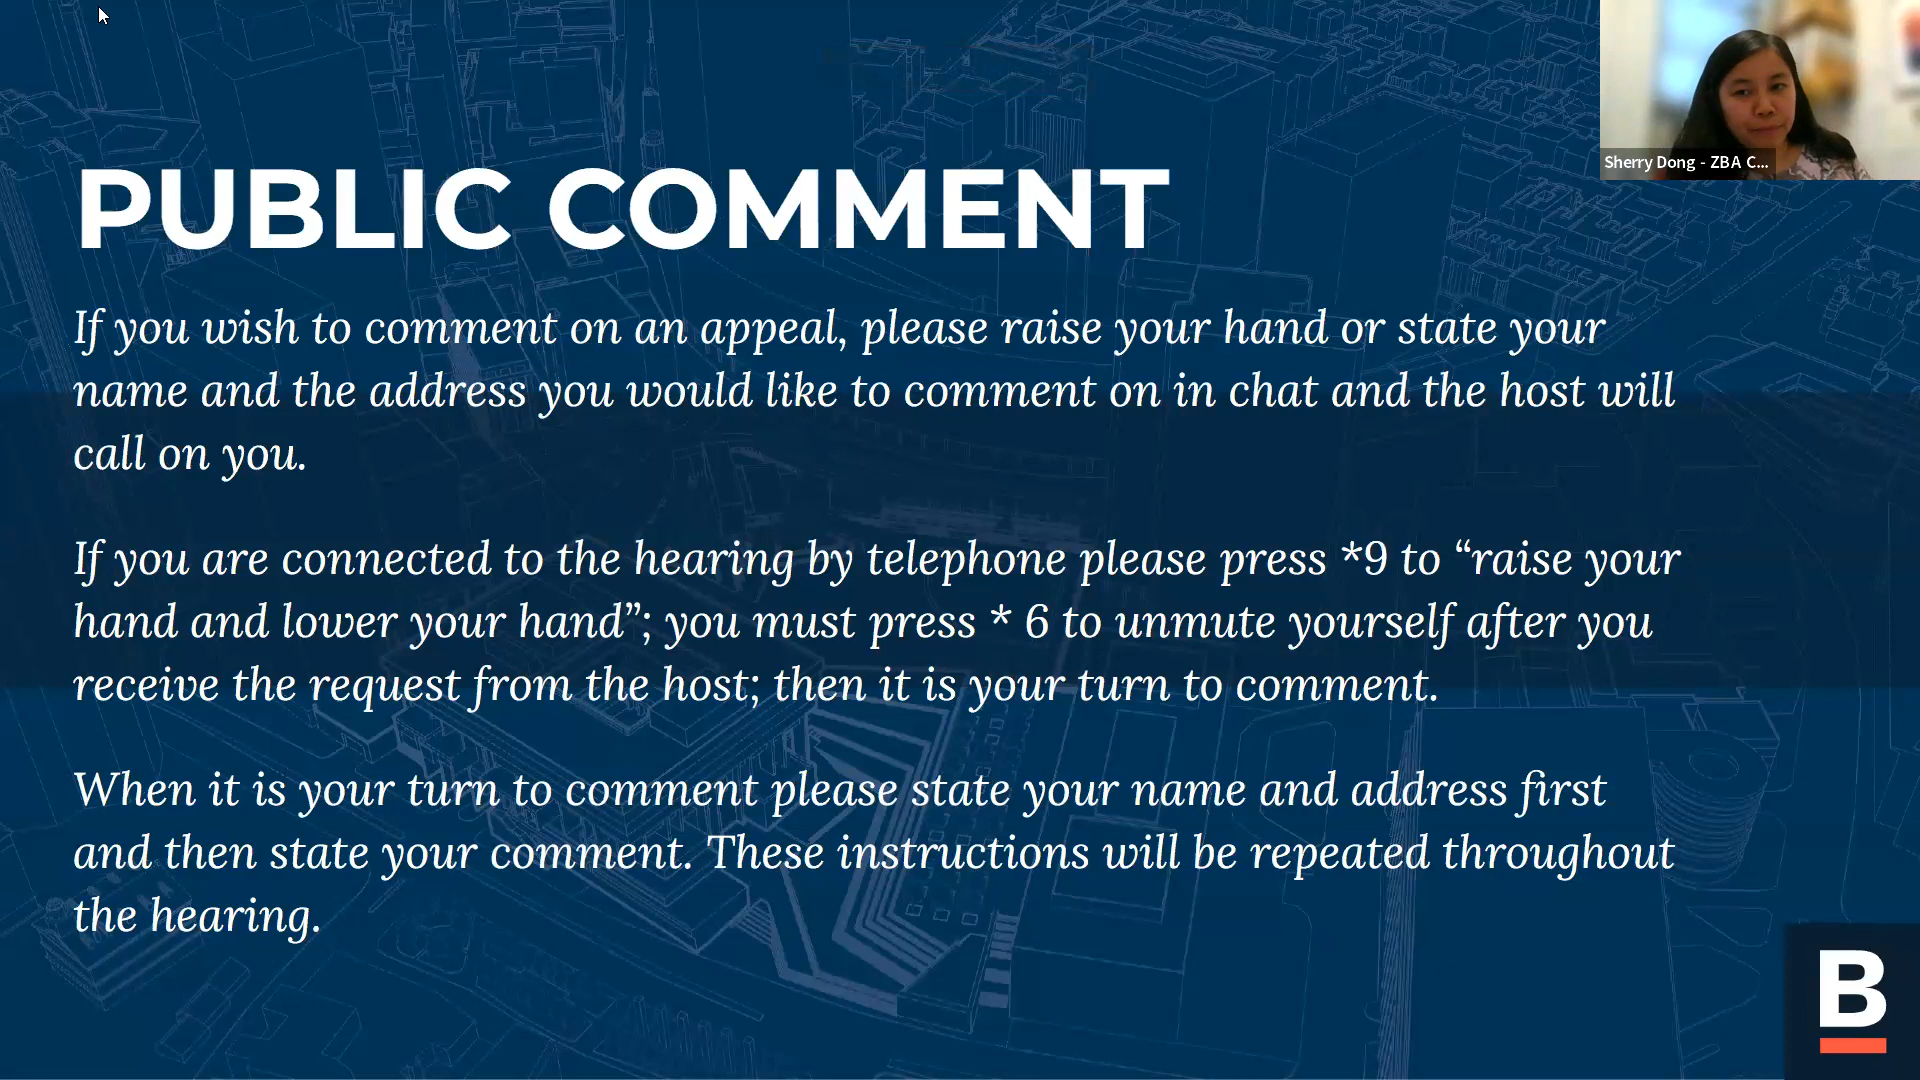 Sherry Dong - ZBA C...
PUBLIC COMMENT
If you wish to comment on an appeal, please raise your hand or state your
name and the address you would like to comment on in chat and the host will
call on you.
If you are connected to the hearing by telephone please press *9 to “raise your
hand and lower your hand”; you must press * 6 to unmute yourself after you
receive the request from the host; then it is your turn to comment.
When it is your turn to comment please state your name and address first
and then state your comment. These instructions will be repeated throughout
the hearing.
B